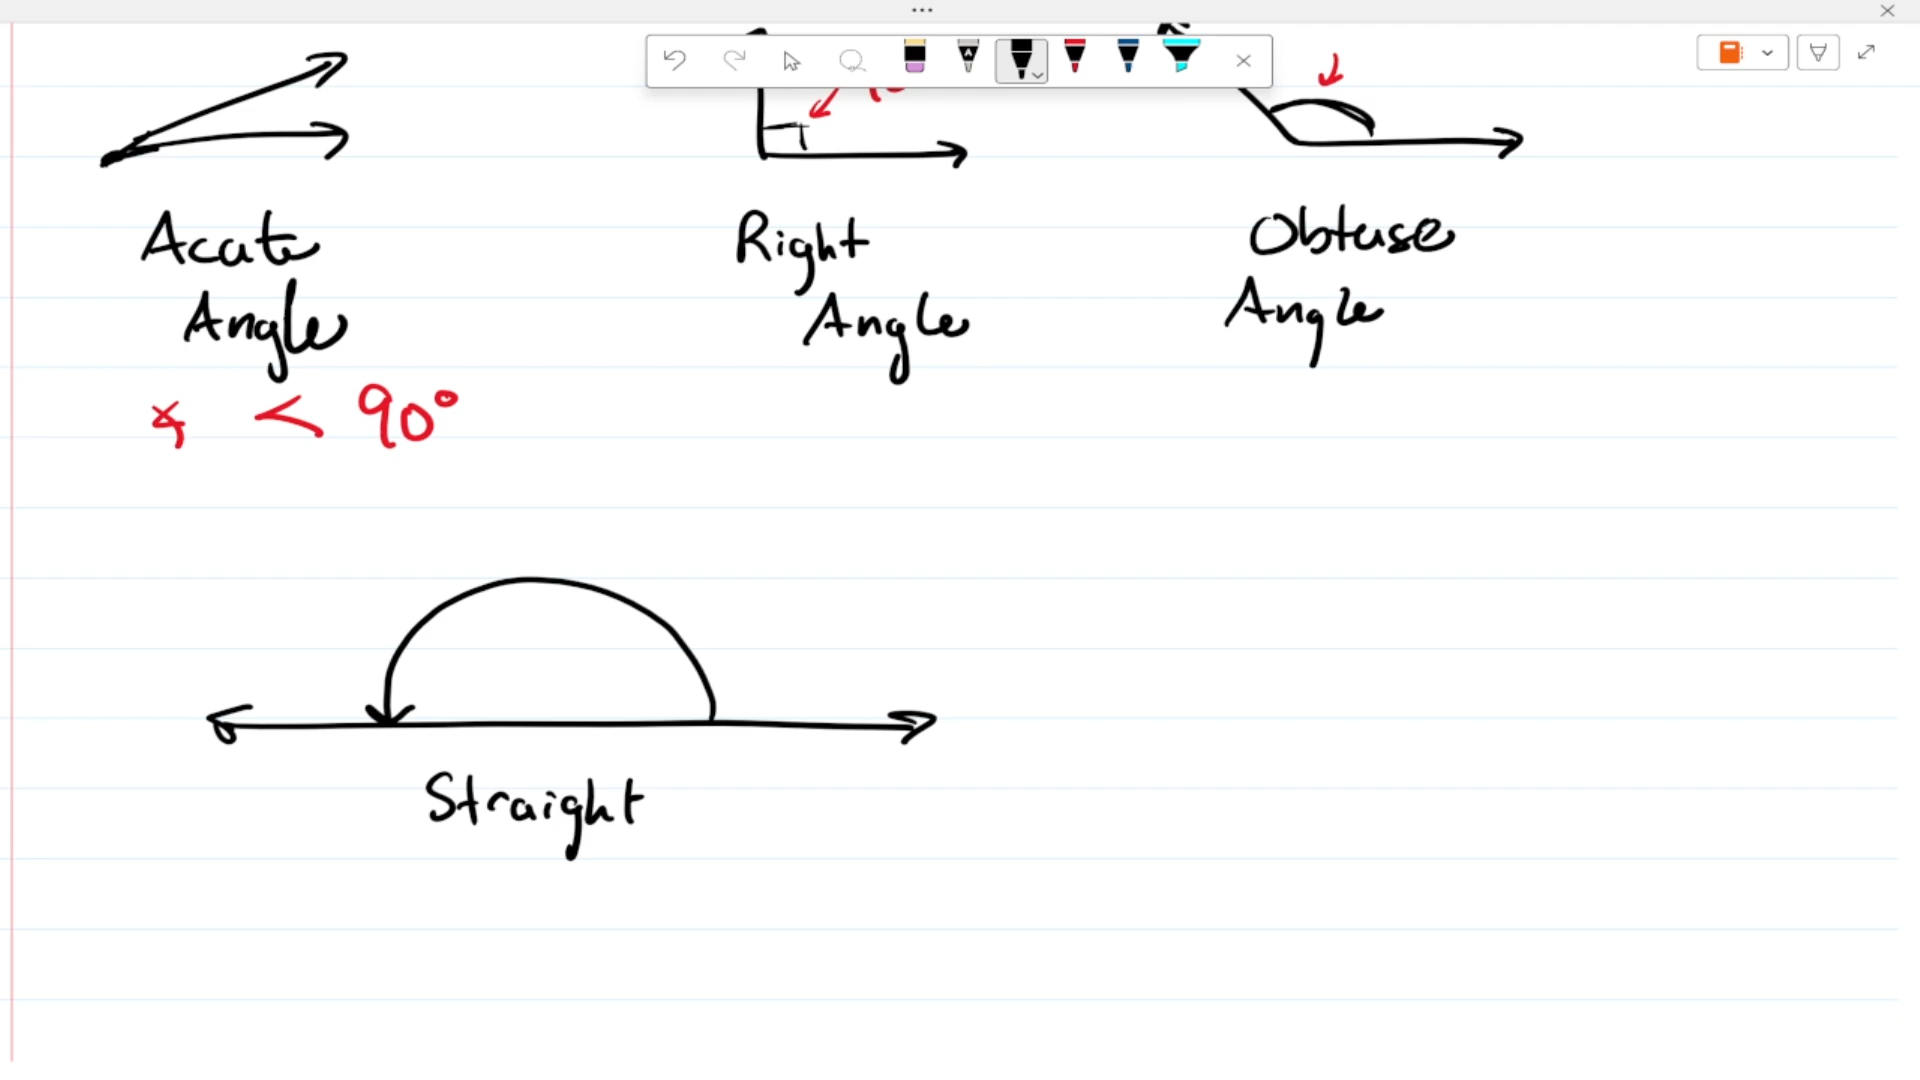 Acute
Angle
∡ < 90°
Right
Angle
Obtuse
Angle
Straight